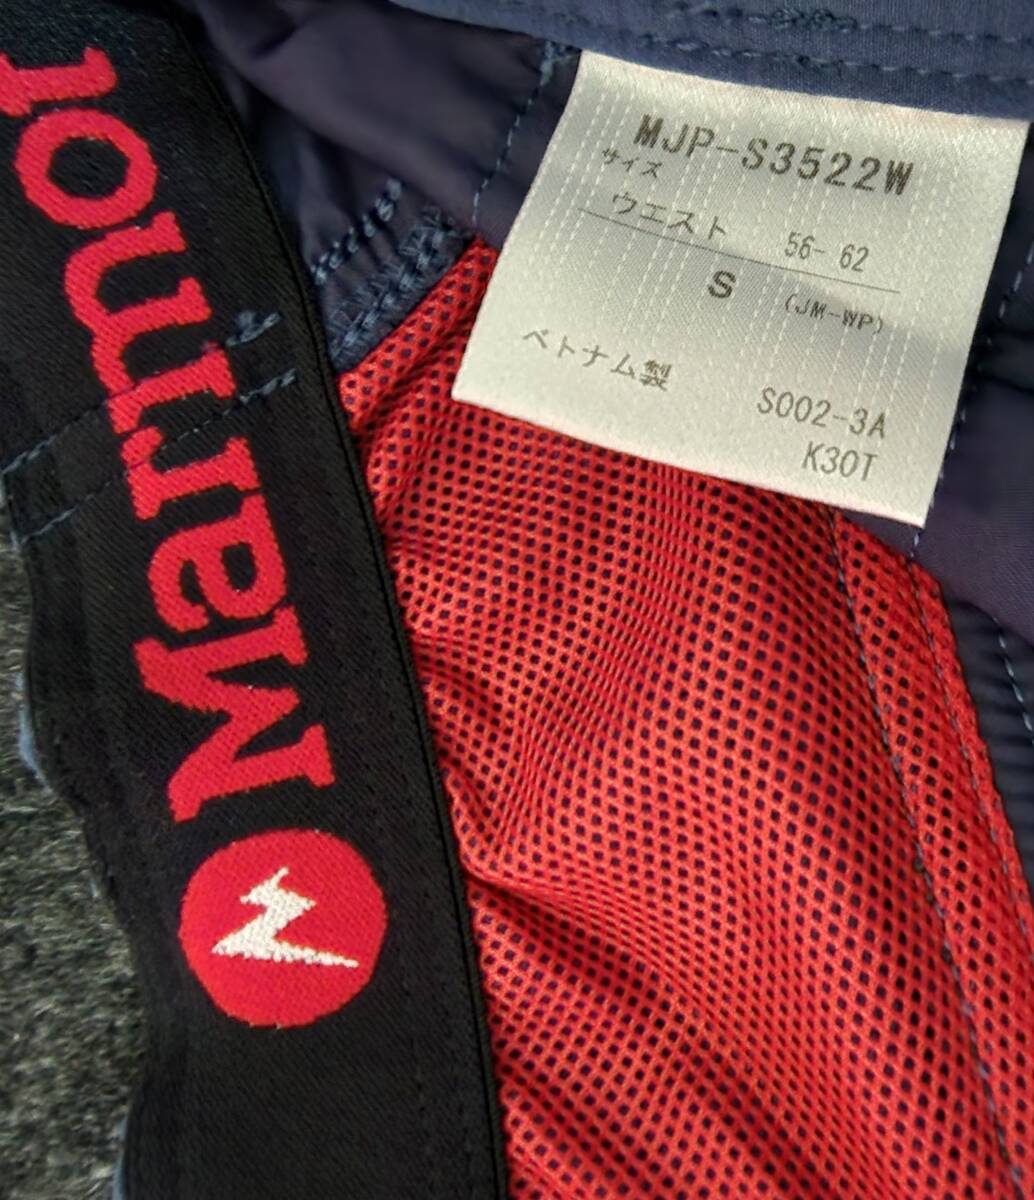 Marmot
MJP-S3522W
サイズ
ウエスト 56- 62
S (JM-WP)
ベトナム製 S002-3A
K30T